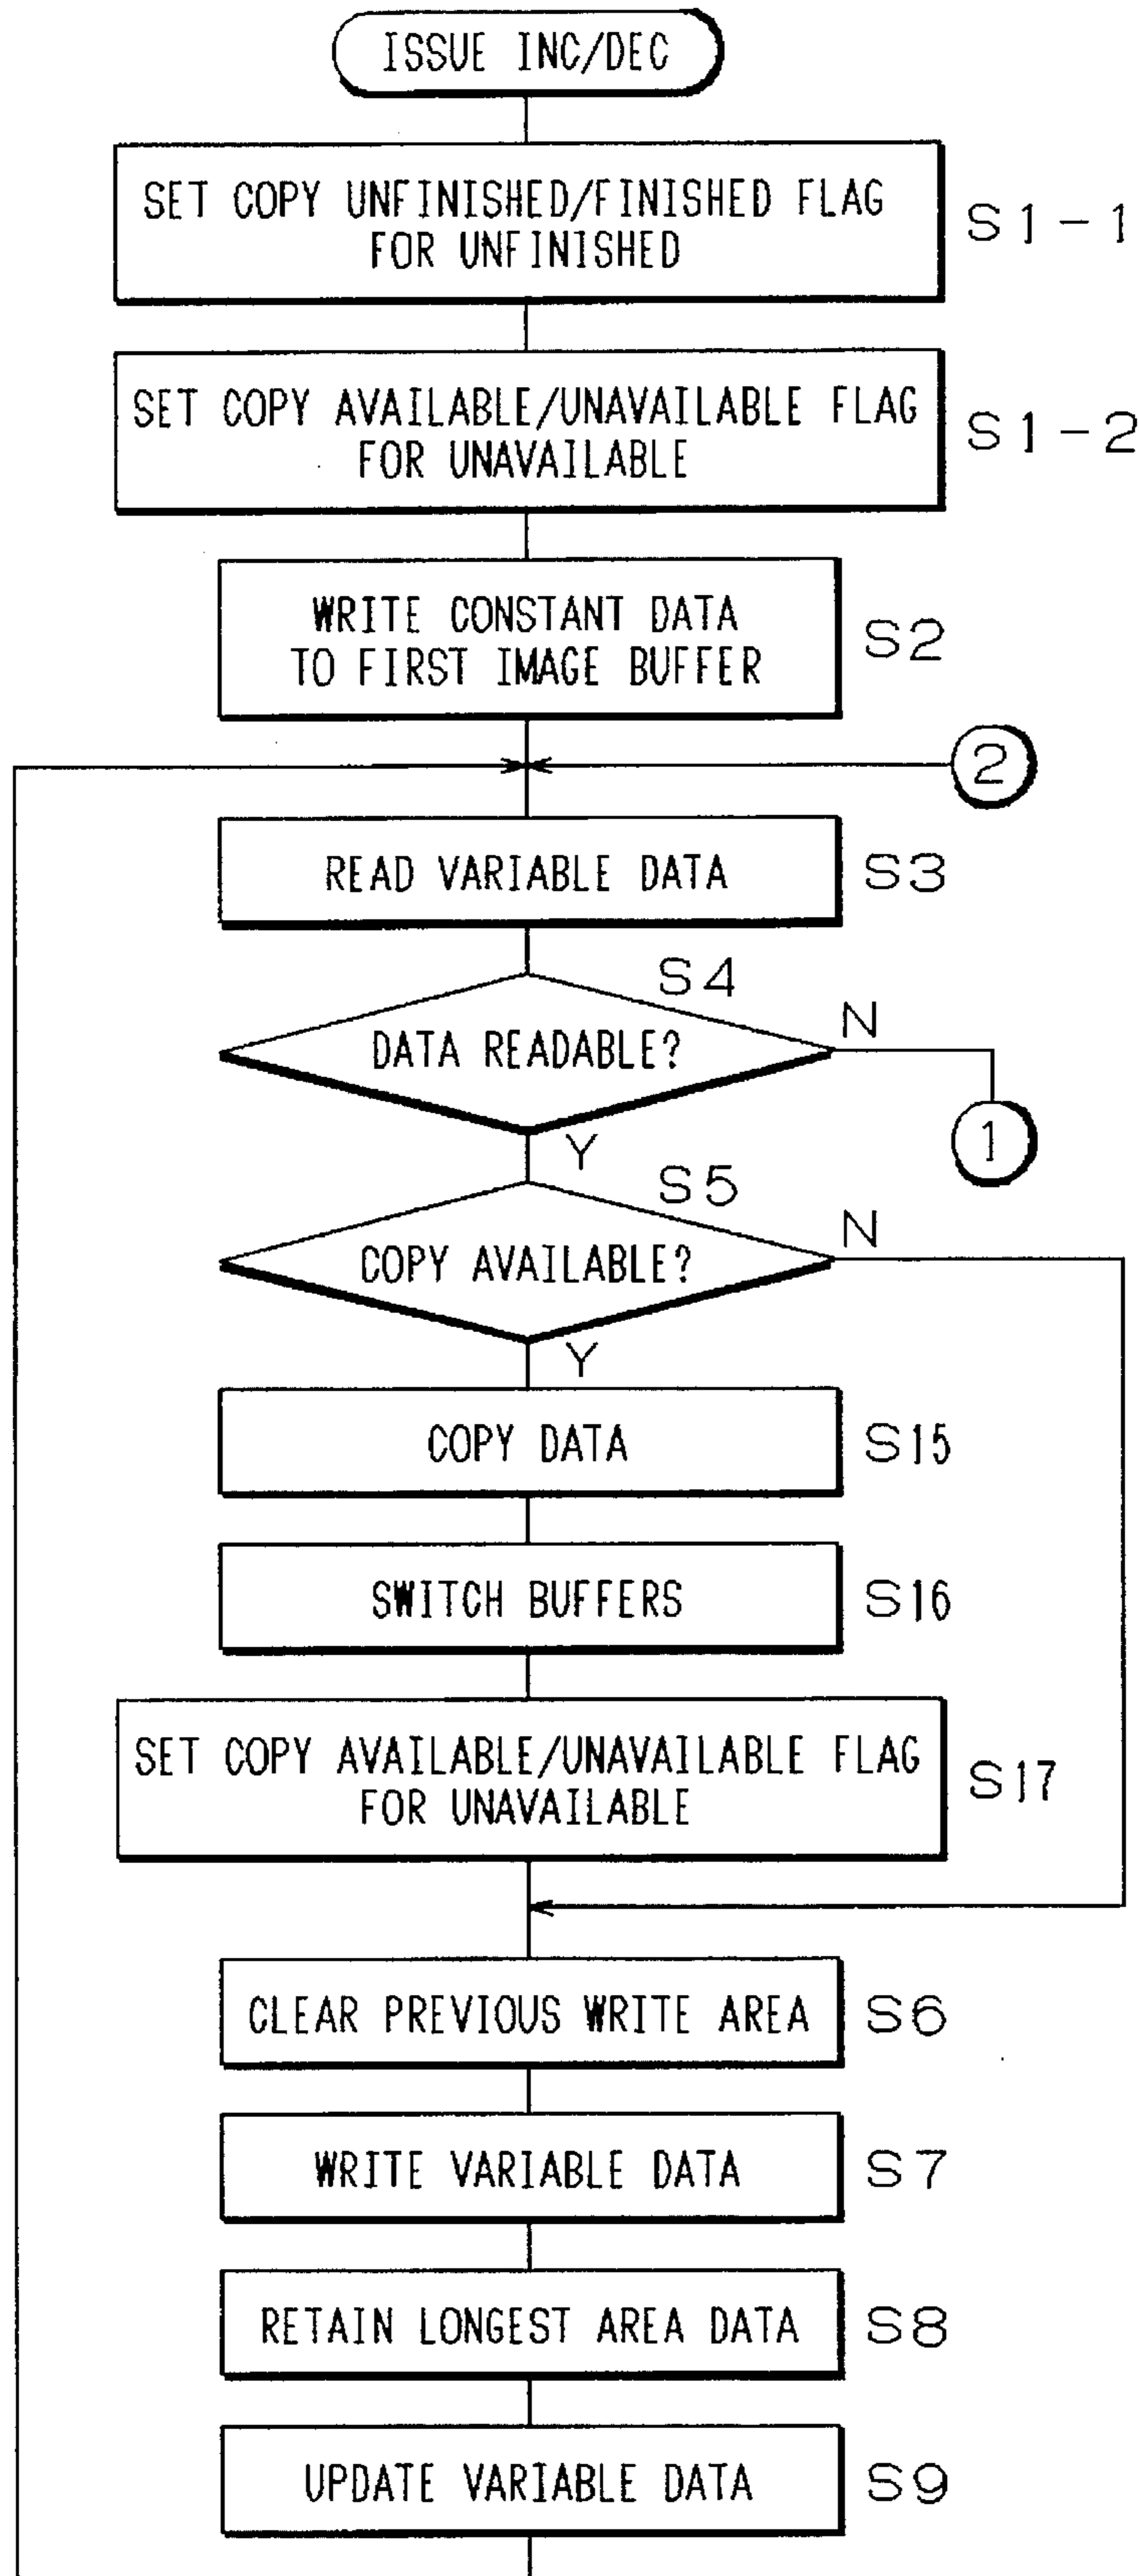 ISSUE INC/DEC
SET COPY UNFINISHED/FINISHED FLAG
FOR UNFINISHED
S1-1
SET COPY AVAILABLE/UNAVAILABLE FLAG
FOR UNAVAILABLE
S1-2
WRITE CONSTANT DATA
TO FIRST IMAGE BUFFER
S2
2
READ VARIABLE DATA
S3
S4
DATA READABLE?
N
1
Y
S5
COPY AVAILABLE?
N
Y
COPY DATA
S15
SWITCH BUFFERS
S16
SET COPY AVAILABLE/UNAVAILABLE FLAG
FOR UNAVAILABLE
S17
CLEAR PREVIOUS WRITE AREA
S6
WRITE VARIABLE DATA
S7
RETAIN LONGEST AREA DATA
S8
UPDATE VARIABLE DATA
S9